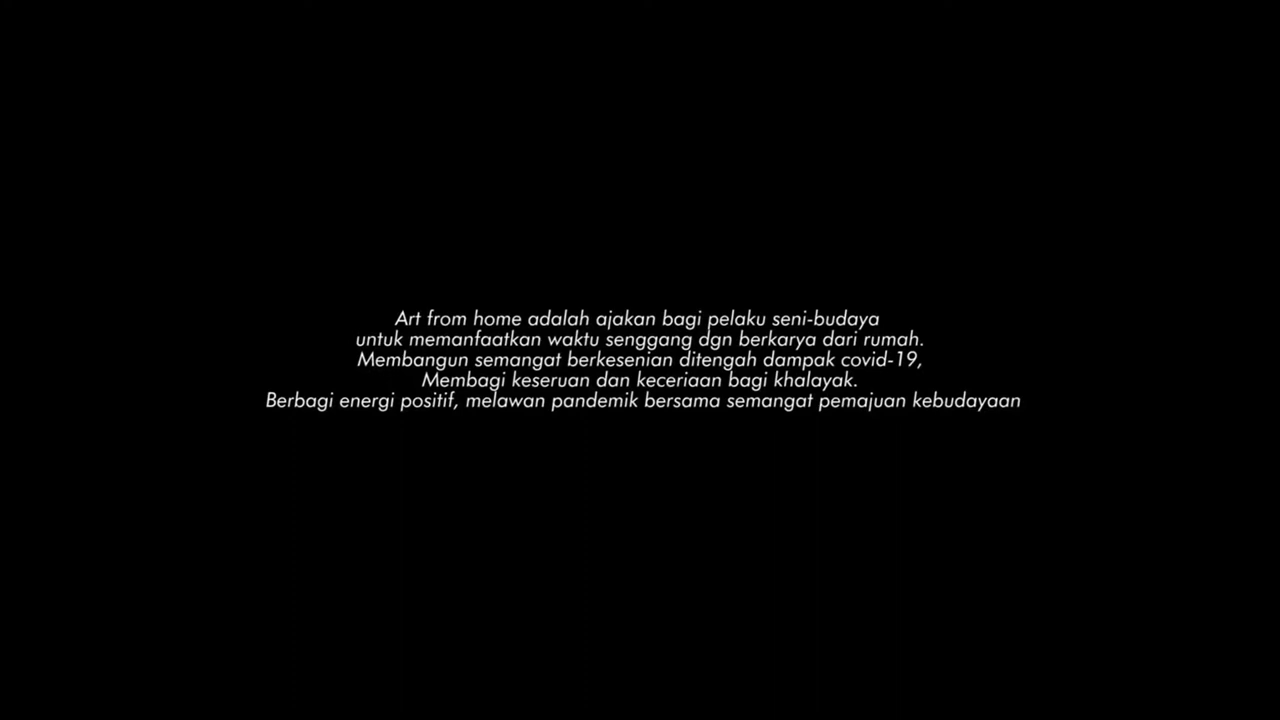 Art from home adalah ajakan bagi pelaku seni-budaya
untuk memanfaatkan waktu senggang dgn berkarya dari rumah.
Membangun semangat berkesenian ditengah dampak covid-19,
Membagi keseruan dan keceriaan bagi khalayak.
Berbagi energi positif, melawan pandemik bersama semangat pemajuan kebudayaan